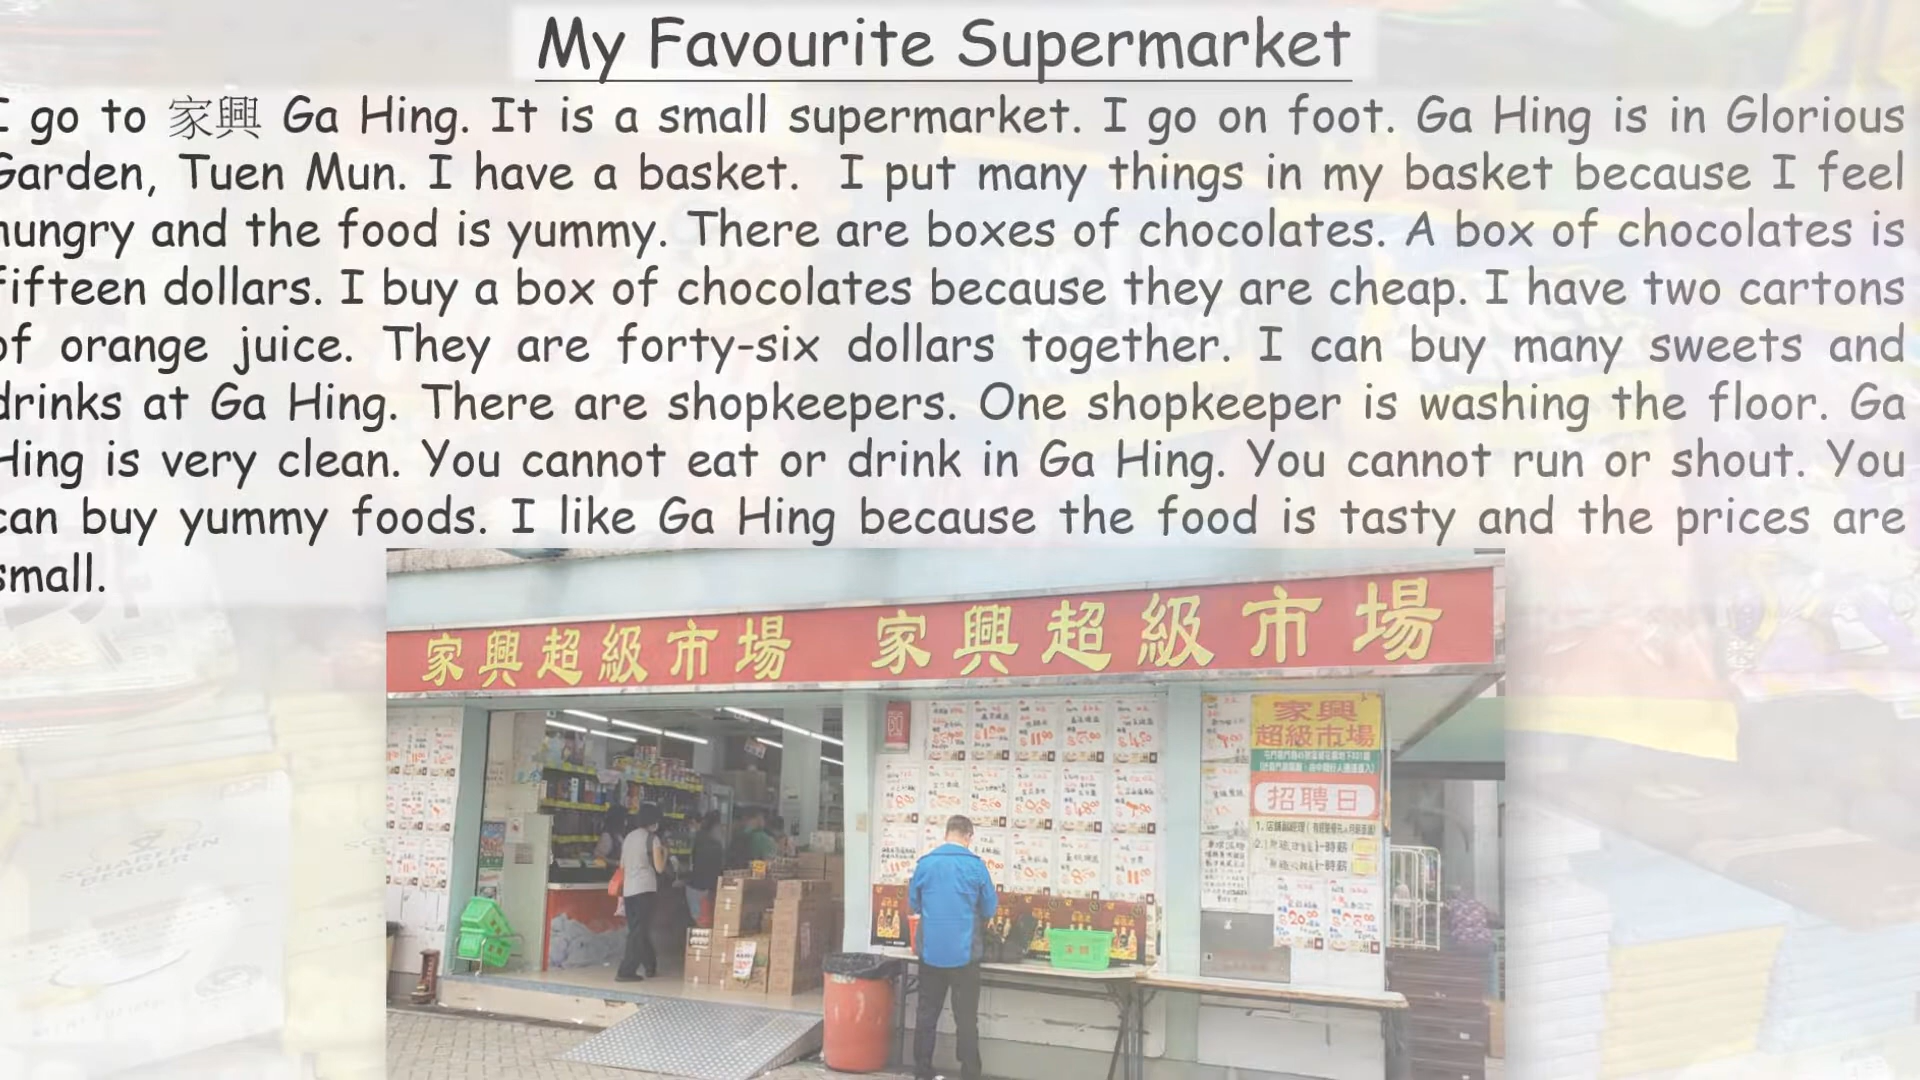 My Favourite Supermarket
I go to 家興 Ga Hing. It is a small supermarket. I go on foot. Ga Hing is in Glorious
Garden, Tuen Mun. I have a basket. I put many things in my basket because I feel
hungry and the food is yummy. There are boxes of chocolates. A box of chocolates is
fifteen dollars. I buy a box of chocolates because they are cheap. I have two cartons
of orange juice. They are forty-six dollars together. I can buy many sweets and
drinks at Ga Hing. There are shopkeepers. One shopkeeper is washing the floor. Ga
Hing is very clean. You cannot eat or drink in Ga Hing. You cannot run or shout. You
can buy yummy foods. I like Ga Hing because the food is tasty and the prices are
small.
家興超級市場 家興超級市場
家興
超級市場
招聘日
SCHARFFEN
BERGER